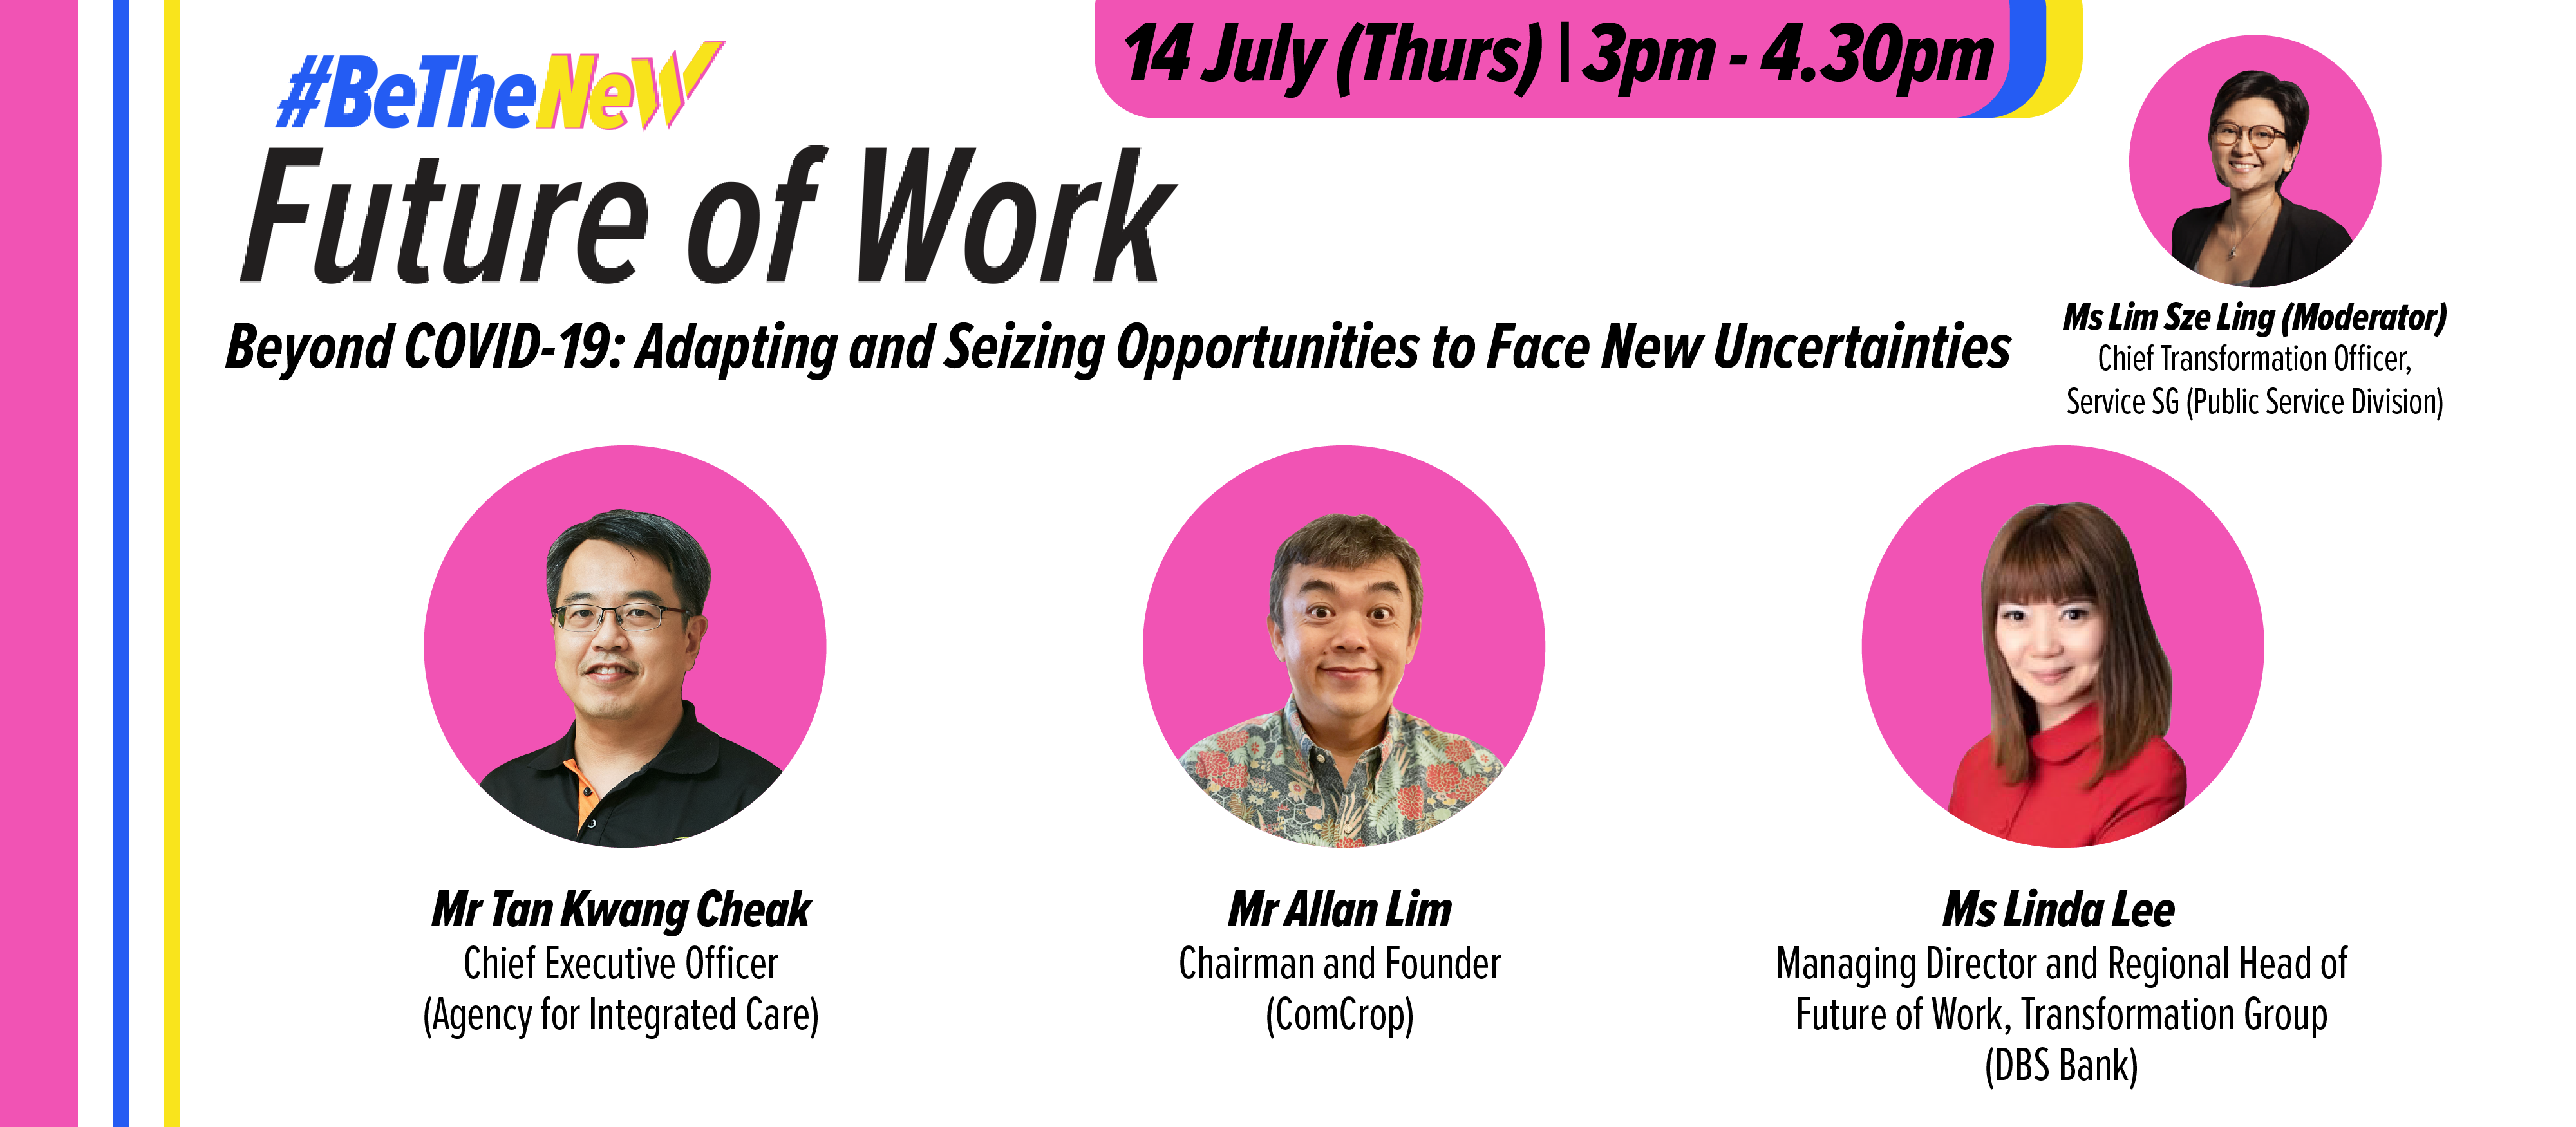 #BeTheNeW
14 July (Thurs) | 3pm - 4.30pm
Future of Work
Beyond COVID-19: Adapting and Seizing Opportunities to Face New Uncertainties
Ms Lim Sze Ling (Moderator)
Chief Transformation Officer,
Service SG (Public Service Division)
Mr Tan Kwang Cheak
Chief Executive Officer
(Agency for Integrated Care)
Mr Allan Lim
Chairman and Founder
(ComCrop)
Ms Linda Lee
Managing Director and Regional Head of
Future of Work, Transformation Group
(DBS Bank)